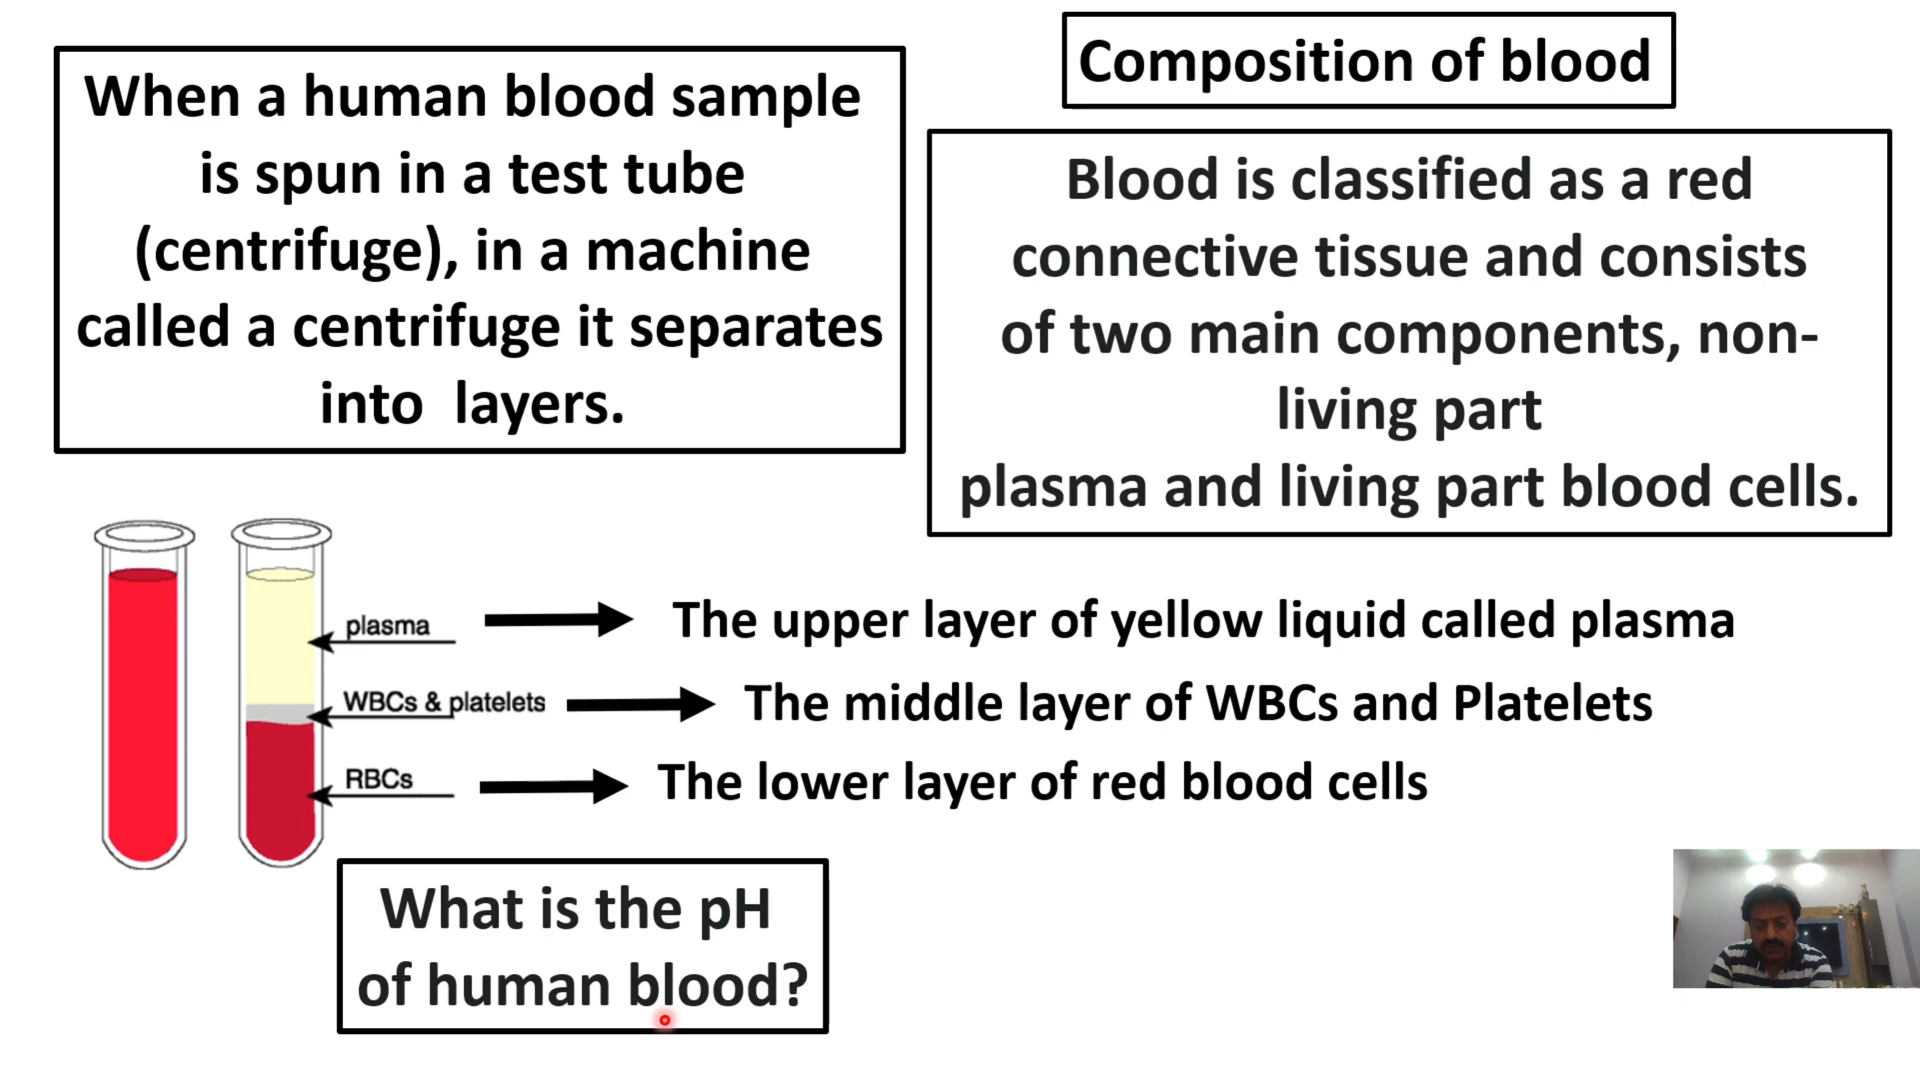 When a human blood sample
is spun in a test tube
(centrifuge), in a machine
called a centrifuge it separates
into layers.
Composition of blood
Blood is classified as a red
connective tissue and consists
of two main components, non-
living part
plasma and living part blood cells.
plasma
The upper layer of yellow liquid called plasma
WBCs & platelets
The middle layer of WBCs and Platelets
RBCs
The lower layer of red blood cells
What is the pH
of human blood?